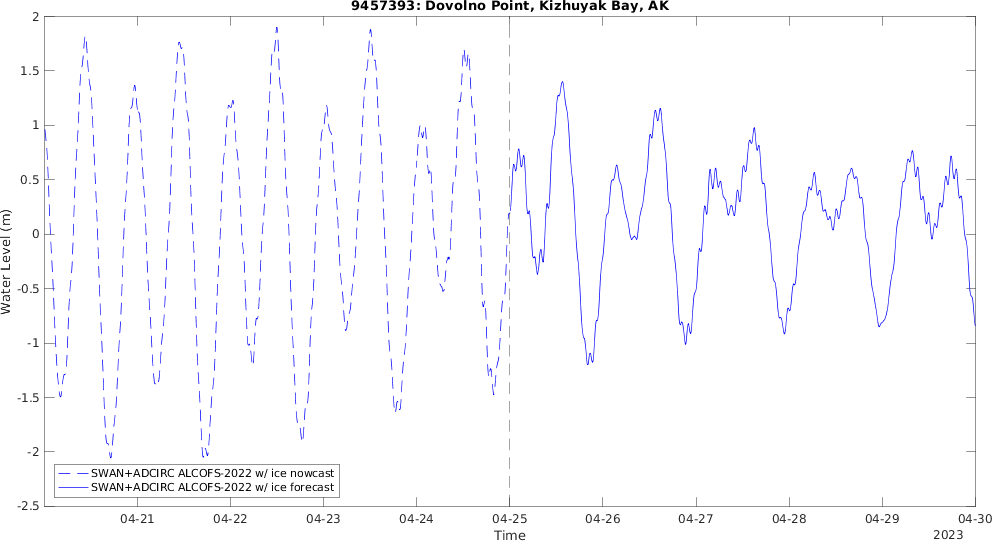 9457393: Dovolno Point, Kizhuyak Bay, AK
2
1.5
1
0.5
0
-0.5
-1
-1.5
-2
-2.5
Water Level (m)
SWAN+ADCIRC ALCOFS-2022 w/ ice nowcast
SWAN+ADCIRC ALCOFS-2022 w/ ice forecast
04-21 04-22 04-23 04-24 04-25 04-26 04-27 04-28 04-29 04-30
Time
2023